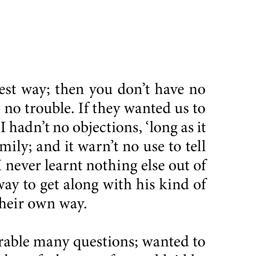 est way; then you don’t have no
no trouble. If they wanted us to
I hadn’t no objections, ‘long as it
mily; and it warn’t no use to tell
I never learnt nothing else out of
way to get along with his kind of
heir own way.
rable many questions; wanted to